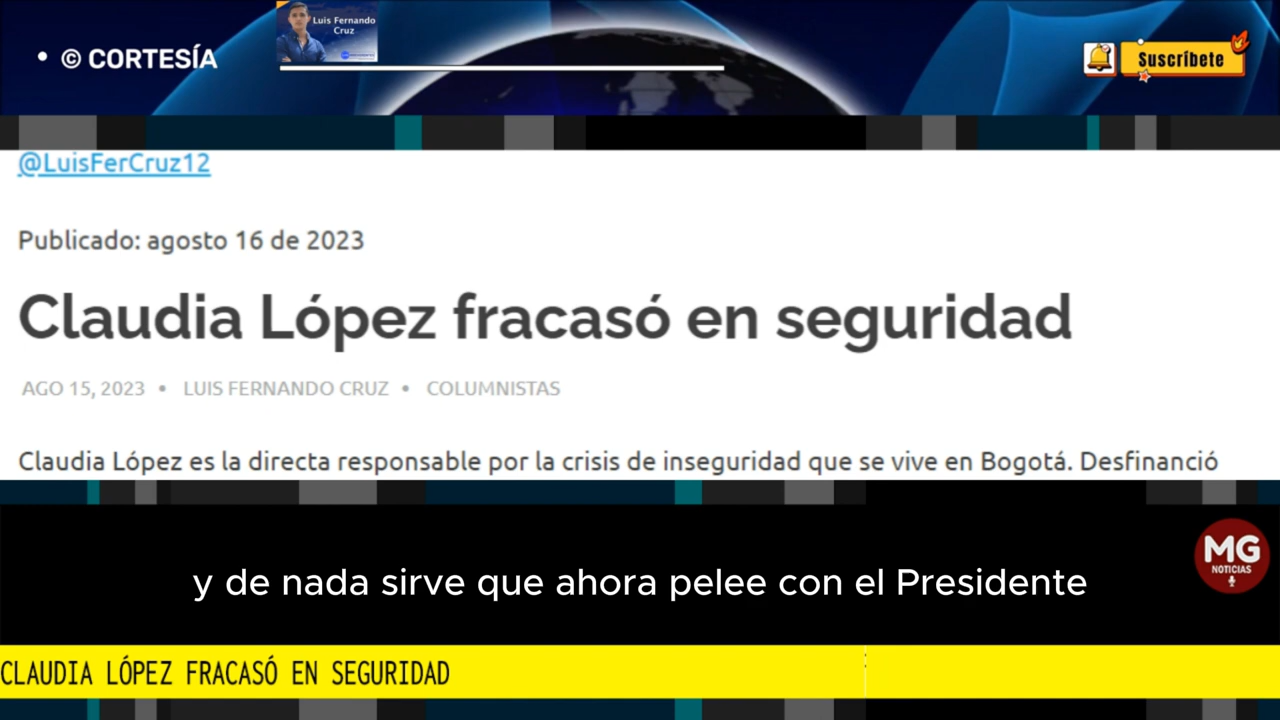 • © CORTESÍA
Luis Fernando
Cruz
Suscríbete
@LuisFerCruz12
Publicado: agosto 16 de 2023
Claudia López fracasó en seguridad
AGO 15, 2023 • LUIS FERNANDO CRUZ • COLUMNISTAS
Claudia López es la directa responsable por la crisis de inseguridad que se vive en Bogotá. Desfinanció
MG
NOTICIAS
y de nada sirve que ahora pelee con el Presidente
CLAUDIA LÓPEZ FRACASÓ EN SEGURIDAD